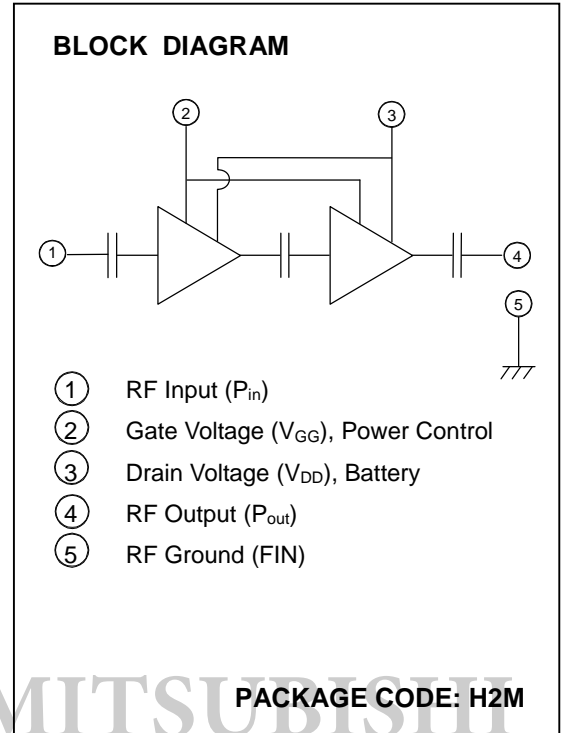 BLOCK DIAGRAM
2
3
1
4
5
1 RF Input (Pin)
2 Gate Voltage (VGG), Power Control
3 Drain Voltage (VDD), Battery
4 RF Output (Pout)
5 RF Ground (FIN)
PACKAGE CODE: H2M
MITSUBISHI